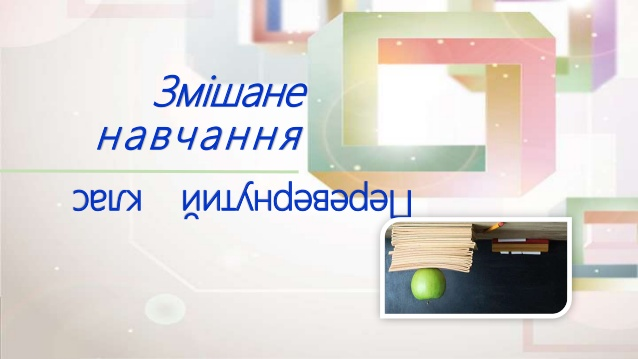 Змішане
навчання
Перевернутий клас